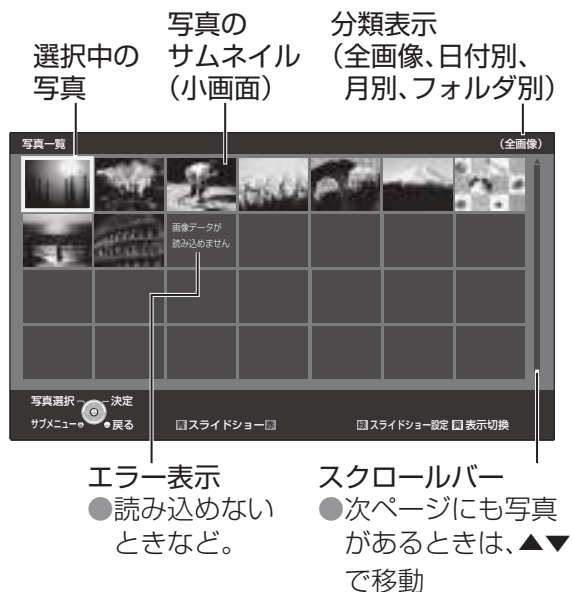 選択中の
写真
写真の
サムネイル
(小画面)
分類表示
(全画像、日付別、
月別、フォルダ別)
写真一覧
(全画像)
画像データが
読み込めません
写真選択
決定
サブメニュー
戻る
青 スライドショー 赤
緑 スライドショー設定 黄 表示切換
エラー表示
●読み込めない
ときなど。
スクロールバー
●次ページにも写真
があるときは、▲▼
で移動